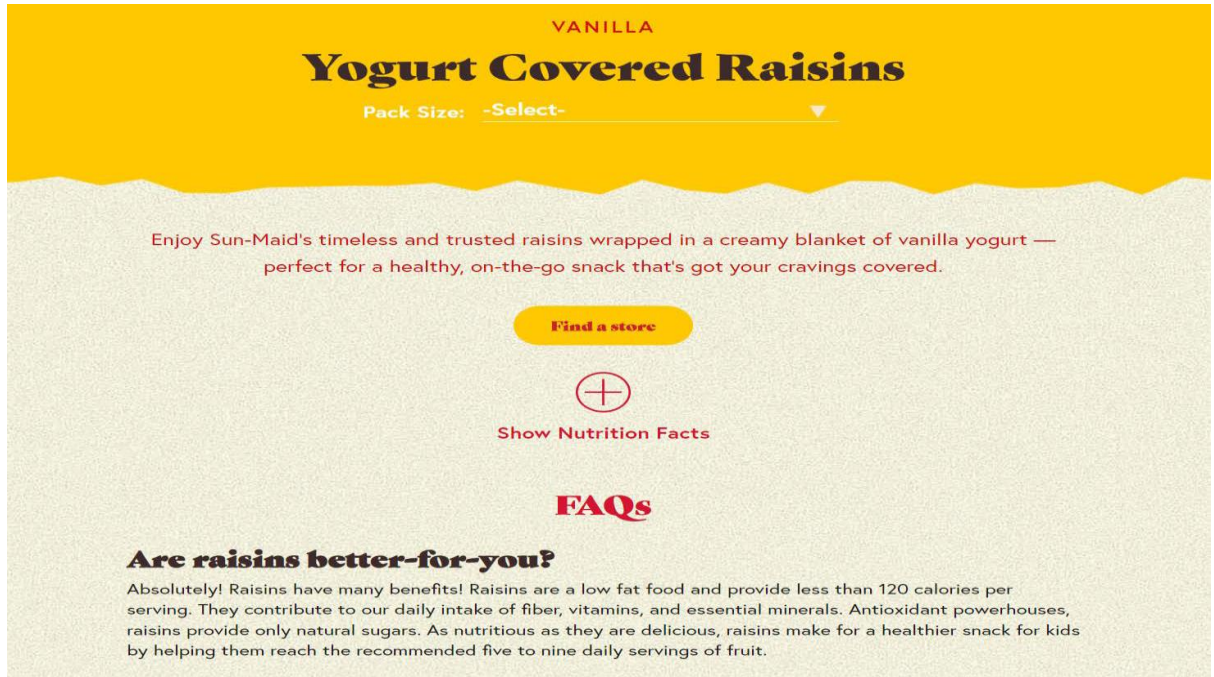 VANILLA
Yogurt Covered Raisins
Pack Size: -Select-
Enjoy Sun-Maid's timeless and trusted raisins wrapped in a creamy blanket of vanilla yogurt —
perfect for a healthy, on-the-go snack that's got your cravings covered.
Find a store
Show Nutrition Facts
FAQs
Are raisins better-for-you?
Absolutely! Raisins have many benefits! Raisins are a low fat food and provide less than 120 calories per
serving. They contribute to our daily intake of fiber, vitamins, and essential minerals. Antioxidant powerhouses,
raisins provide only natural sugars. As nutritious as they are delicious, raisins make for a healthier snack for kids
by helping them reach the recommended five to nine daily servings of fruit.